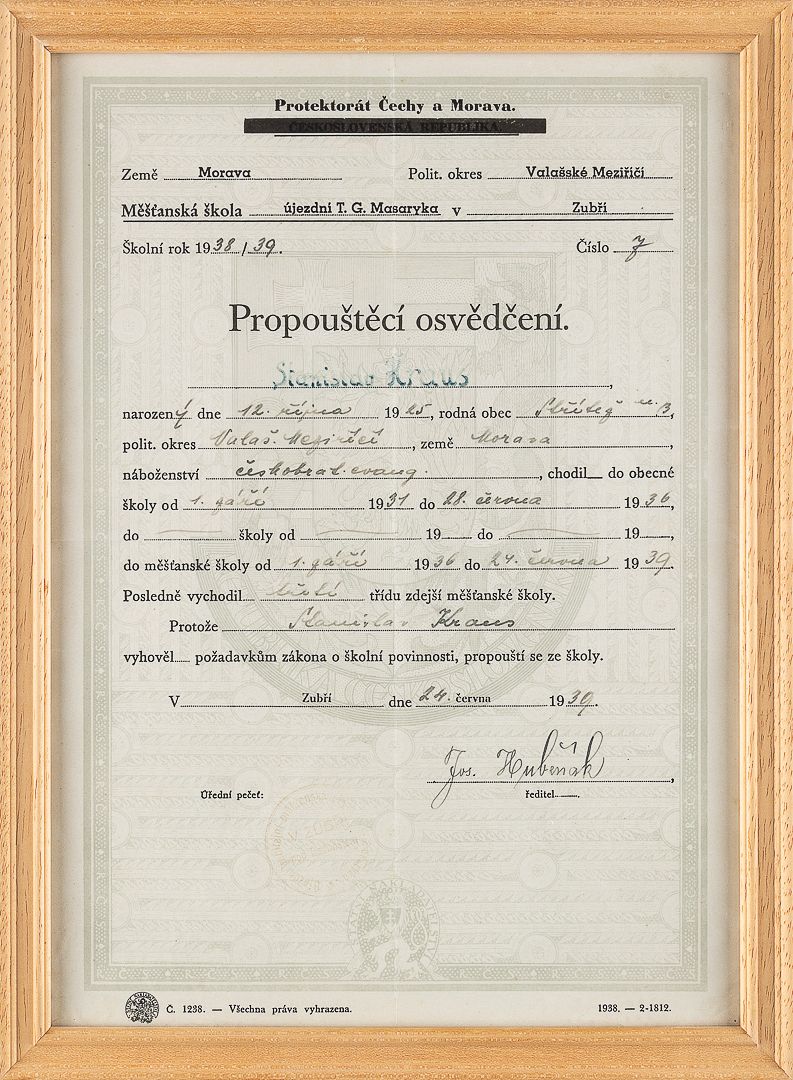 Protektorát Čechy a Morava.
ČESKOSLOVENSKÁ REPUBLIKA.
Země Morava Polit. okres Valašské Meziříčí
Měšťanská škola újezdní T. G. Masaryka v Zubří
Školní rok 1938/39. Číslo 7
Propouštěcí osvědčení.
Stanislav Kraus,
narozený dne 12. října 1925, rodná obec Střítež n. B,
polit. okres Valaš. Meziříčí, země Morava,
náboženství českobrat. evang., chodil do obecné
školy od 1. září 1931 do 28. června 1936,
do školy od 19 do 19,
do měšťanské školy od 1. září 1936 do 24. června 1939.
Posledně vychodil třetí třídu zdejší měšťanské školy.
Protože Stanislav Kraus
vyhověl požadavkům zákona o školní povinnosti, propouští se ze školy.
V Zubří dne 24. června 1939.
Jos. Hubeňák,
Úřední pečeť: ředitel
Č. 1238. — Všechna práva vyhrazena. 1938. — 2-1812.